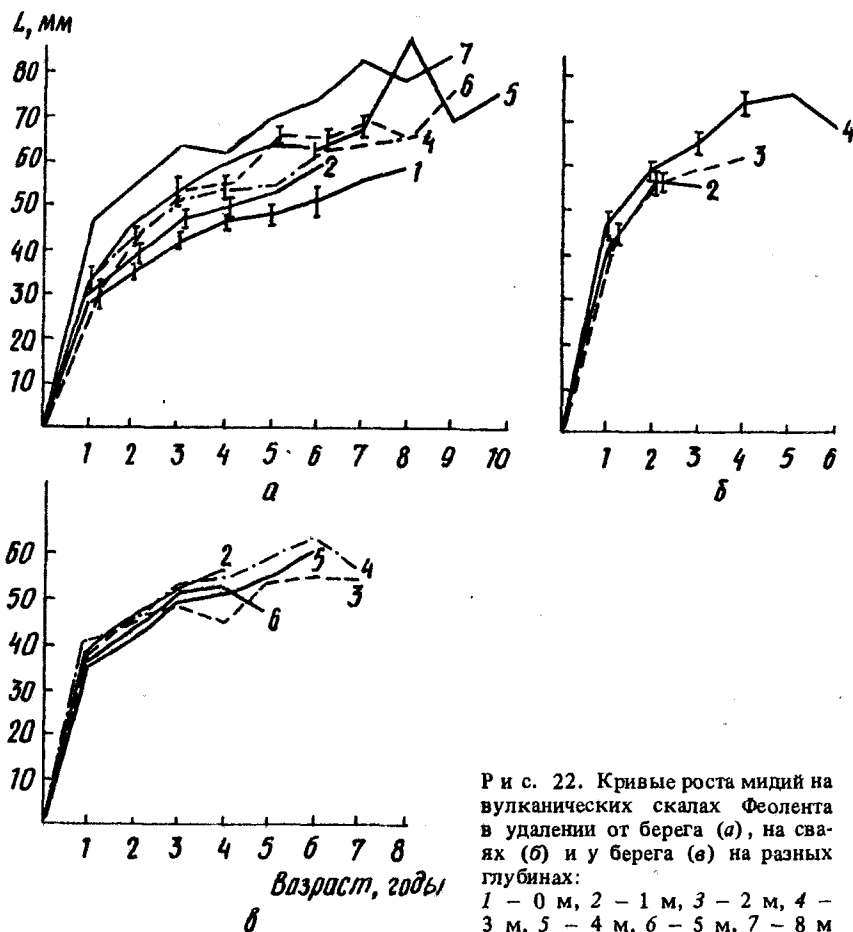 L, мм
80
70
60
50
40
30
20
10
1 2 3 4 5 6 7 8 9 10
7
6
5
4
2
1
а
4
3
2
1 2 3 4 5 6
б
60
50
40
30
20
10
2
5
4
3
6
1 2 3 4 5 6 7 8
Возраст, годы
в
Рис. 22. Кривые роста мидий на
вулканических скалах Феолента
в удалении от берега (а), на сва-
ях (б) и у берега (в) на разных
глубинах:
1 – 0 м, 2 – 1 м, 3 – 2 м, 4 –
3 м, 5 – 4 м, 6 – 5 м, 7 – 8 м